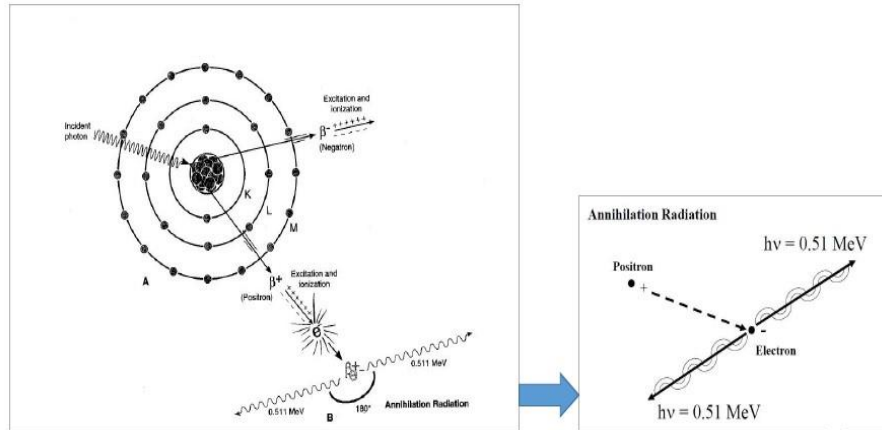 Excitation and
ionization
+++++
β-
(Negatron)
Incident
photon
K
L
M
A
Excitation and
ionization
β+
(Positron)
e
0.511 MeV
0.511 MeV
B
180°
Annihilation Radiation
Annihilation Radiation
hν = 0.51 MeV
Positron
+
-
Electron
hν = 0.51 MeV